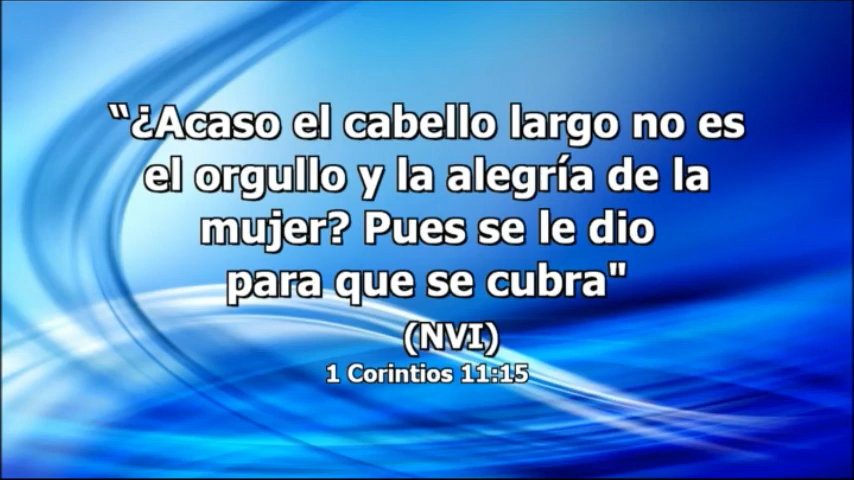 “¿Acaso el cabello largo no es
el orgullo y la alegría de la
mujer? Pues se le dio
para que se cubra"
(NVI)
1 Corintios 11:15